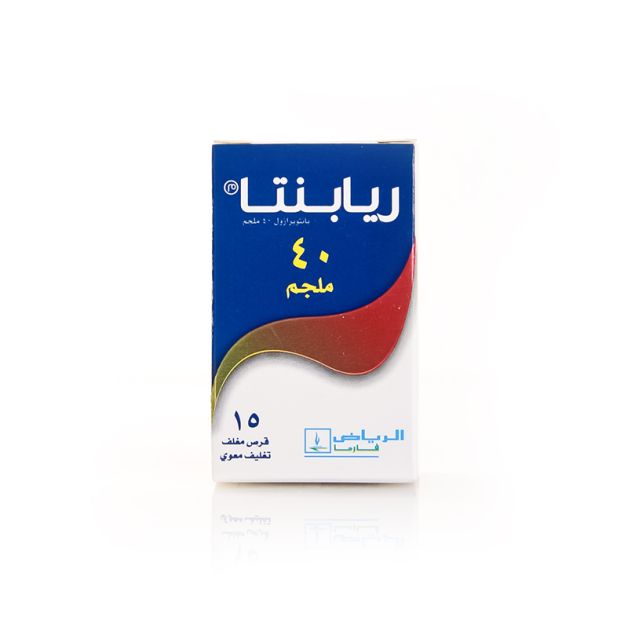 ريابنتا ®
بانتوبرازول ٤٠ ملجم
٤٠
ملجم
١٥
قرص مغلف
تغليف معوي
الرياض
فارما